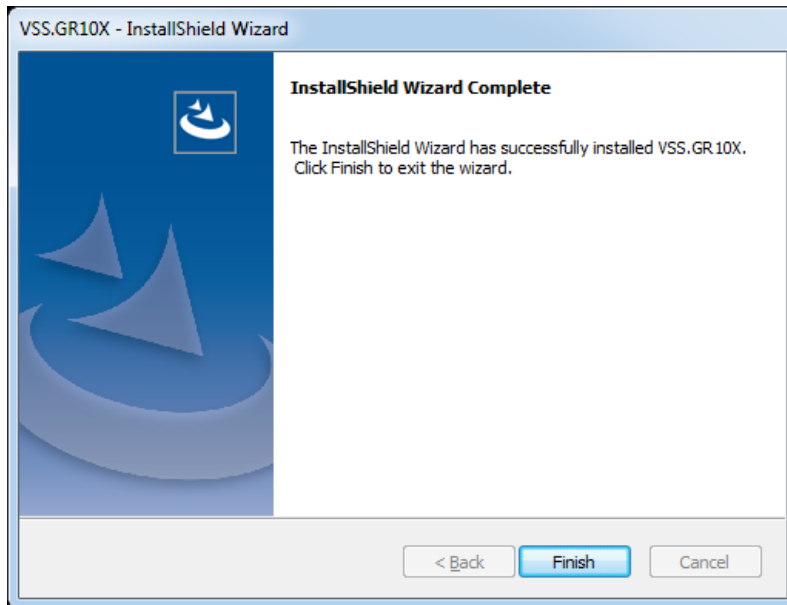 VSS.GR10X - InstallShield Wizard
InstallShield Wizard Complete
The InstallShield Wizard has successfully installed VSS.GR10X.
Click Finish to exit the wizard.
< Back
Finish
Cancel